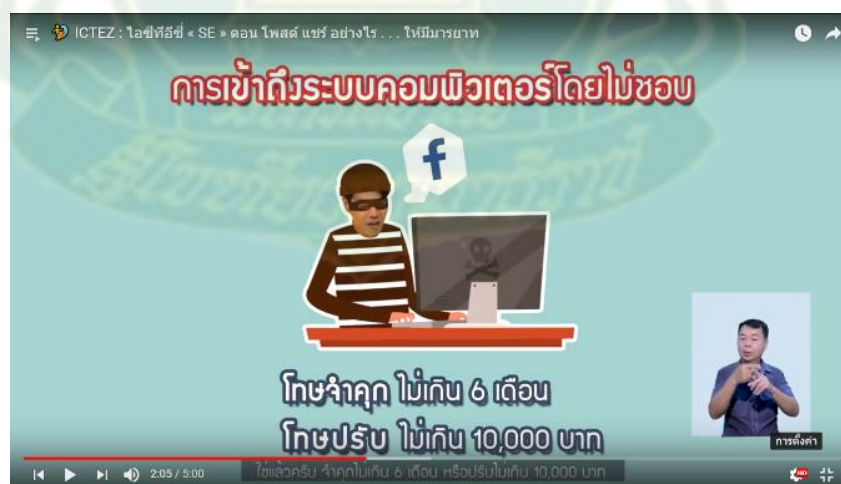 ICTEZ : ไอซีทีอีซี่ « SE » ตอน โพสต์ แชร์ อย่างไร . . . ให้มีมารยาท
การเข้าถึงระบบคอมพิวเตอร์โดยไม่ชอบ
f
โทษจำคุก ไม่เกิน 6 เดือน
โทษปรับ ไม่เกิน 10,000 บาท
การตั้งค่า
ใช่แล้วครับ จำคุกไม่เกิน 6 เดือน หรือปรับไม่เกิน 10,000 บาท
2:05 / 5:00
HD